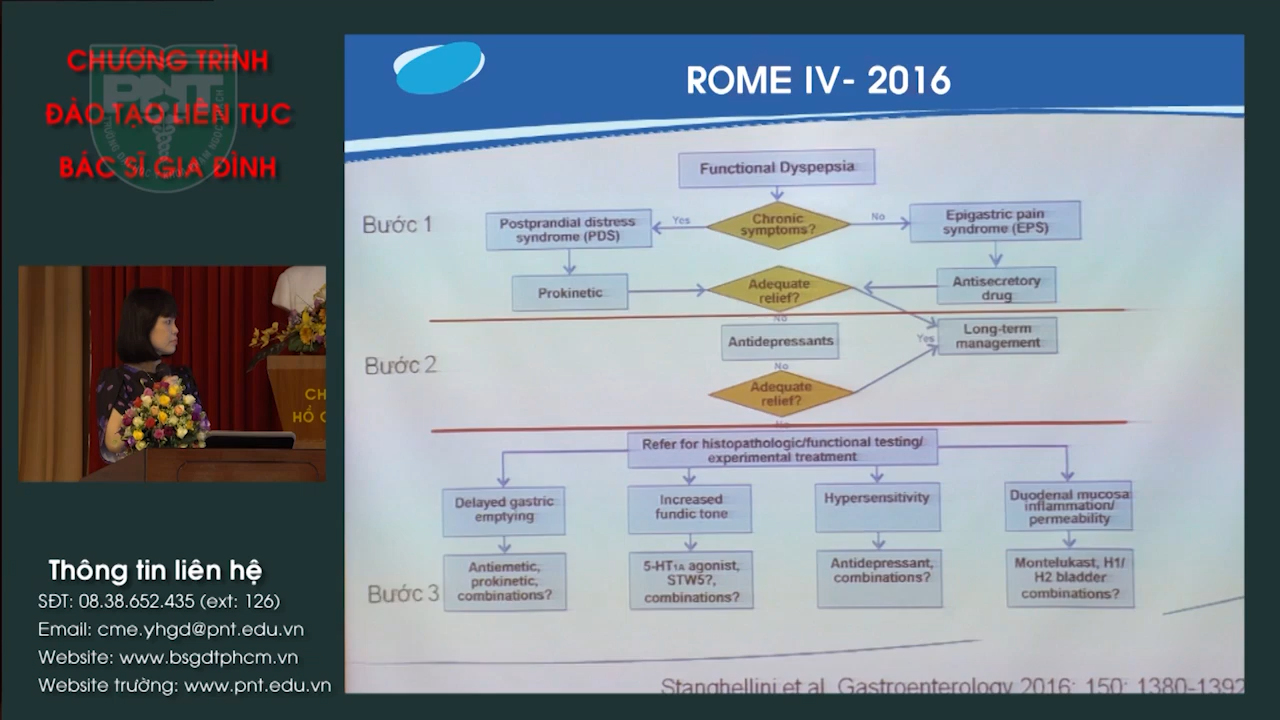 CHƯƠNG TRÌNH
ĐÀO TẠO LIÊN TỤC
BÁC SĨ GIA ĐÌNH
PNT
ROME IV- 2016
Functional Dyspepsia
Bước 1
Postprandial distress
syndrome (PDS)
Yes
Chronic
symptoms?
No
Epigastric pain
syndrome (EPS)
Prokinetic
Adequate
relief?
Antisecretory
drug
No
Bước 2
Antidepressants
Yes
Long-term
management
No
Adequate
relief?
No
Refer for histopathologic/functional testing/
experimental treatment
Delayed gastric
emptying
Increased
fundic tone
Hypersensitivity
Duodenal mucosa
inflammation/
permeability
Bước 3
Antiemetic,
prokinetic,
combinations?
5-HT1A agonist,
STW5?,
combinations?
Antidepressant,
combinations?
Montelukast, H1/
H2 bladder
combinations?
Stanghellini et al. Gastroenterology 2016; 150: 1380-1392
CH
HỒ C
Thông tin liên hệ
SĐT: 08.38.652.435 (ext: 126)
Email: cme.yhgd@pnt.edu.vn
Website: www.bsgdtphcm.vn
Website trường: www.pnt.edu.vn